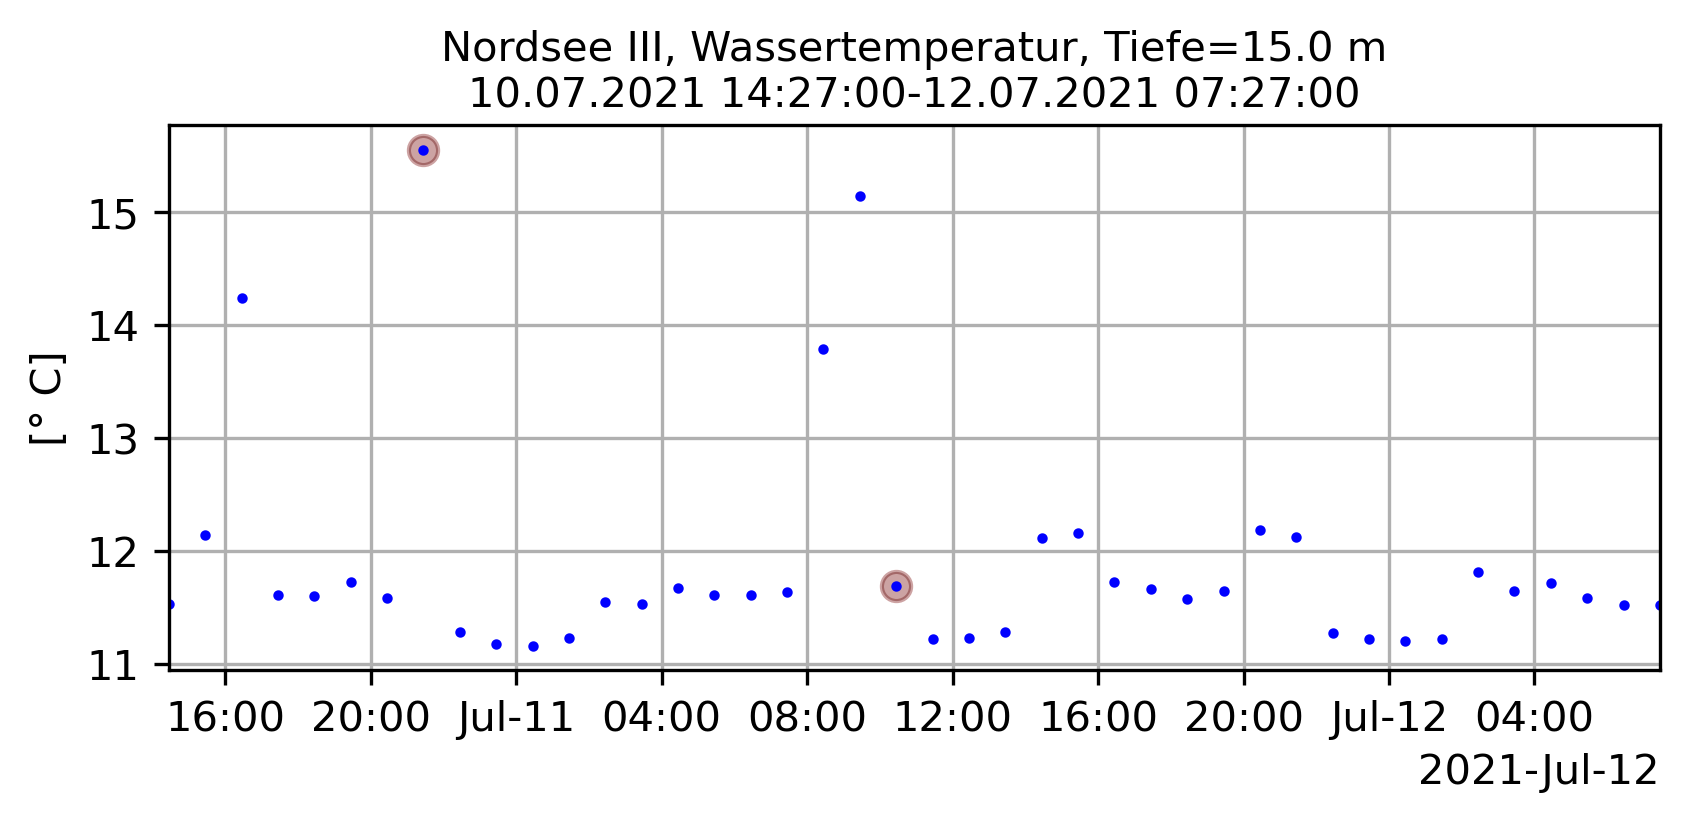 Nordsee III, Wassertemperatur, Tiefe=15.0 m
10.07.2021 14:27:00-12.07.2021 07:27:00
[° C]
15
14
13
12
11
16:00 20:00 Jul-11 04:00 08:00 12:00 16:00 20:00 Jul-12 04:00
2021-Jul-12